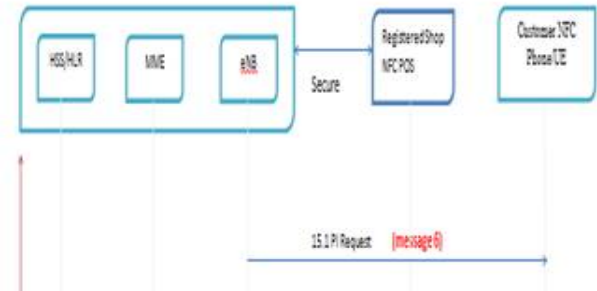 HSS/HLR
MME
eNB
Secure
Registered Shop
NFC POS
Customer NFC
Phone/UE
15.1 PI Request (message 6)